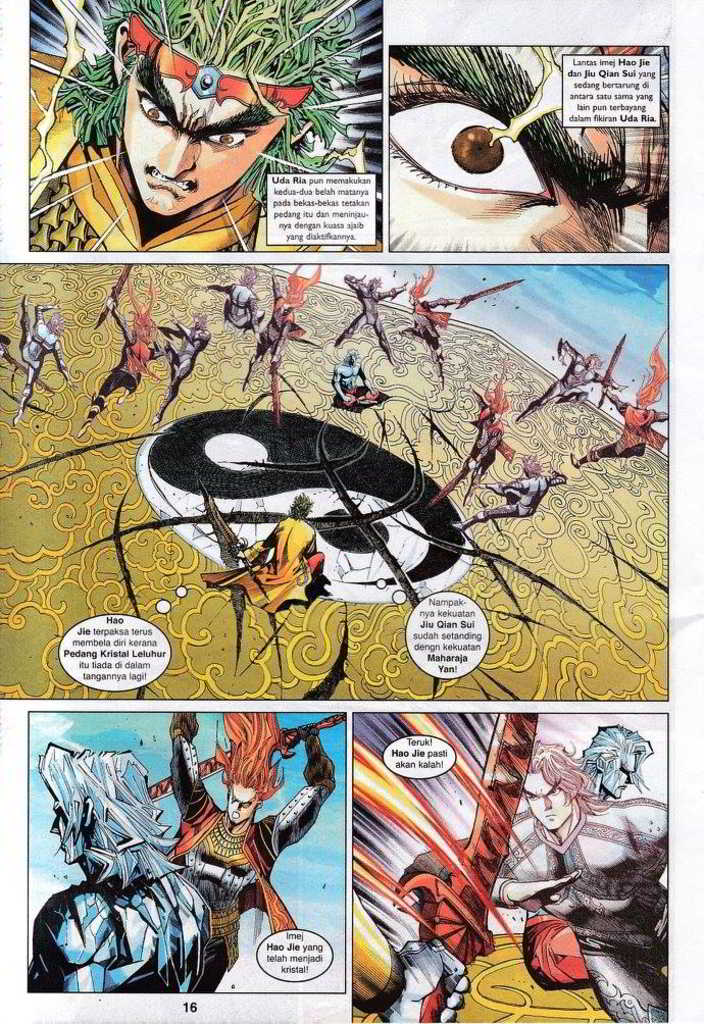 Uda Ria pun memakukan
kedua-dua belah matanya
pada bekas-bekas tetakan
pedang itu dan meninjau-
nya dengan kuasa ajaib
yang diaktifkannya.
Lantas imej Hao Jie
dan Jiu Qian Sui yang
sedang bertarung di
antara satu sama yang
lain pun terbayang
dalam fikiran Uda Ria.
Hao
Jie terpaksa terus
membela diri kerana
Pedang Kristal Leluhur
itu tiada di dalam
tangannya lagi!
Nampak-
nya kekuatan
Jiu Qian Sui
sudah setanding
dengn kekuatan
Maharaja
Yan!
Imej
Hao Jie yang
telah menjadi
kristal!
Teruk!
Hao Jie pasti
akan kalah!
16